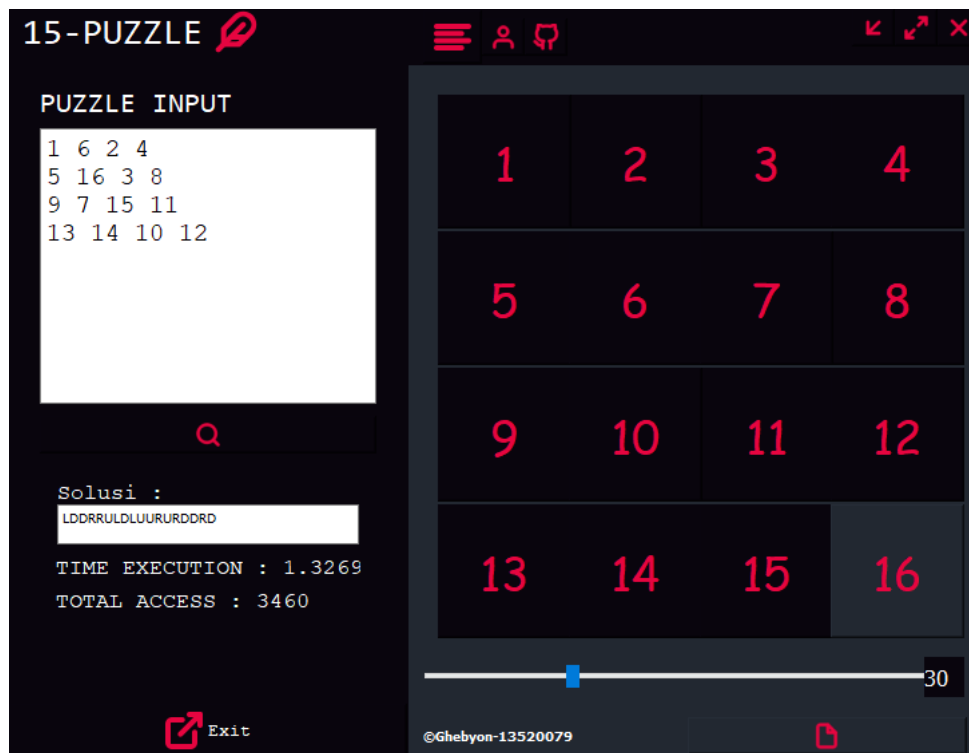 15-PUZZLE
PUZZLE INPUT
1 6 2 4
5 16 3 8
9 7 15 11
13 14 10 12
Solusi :
LDDRRULDLUURURDDRD
TIME EXECUTION : 1.3269
TOTAL ACCESS : 3460
Exit
1 2 3 4
5 6 7 8
9 10 11 12
13 14 15 16
30
©Ghebyon-13520079